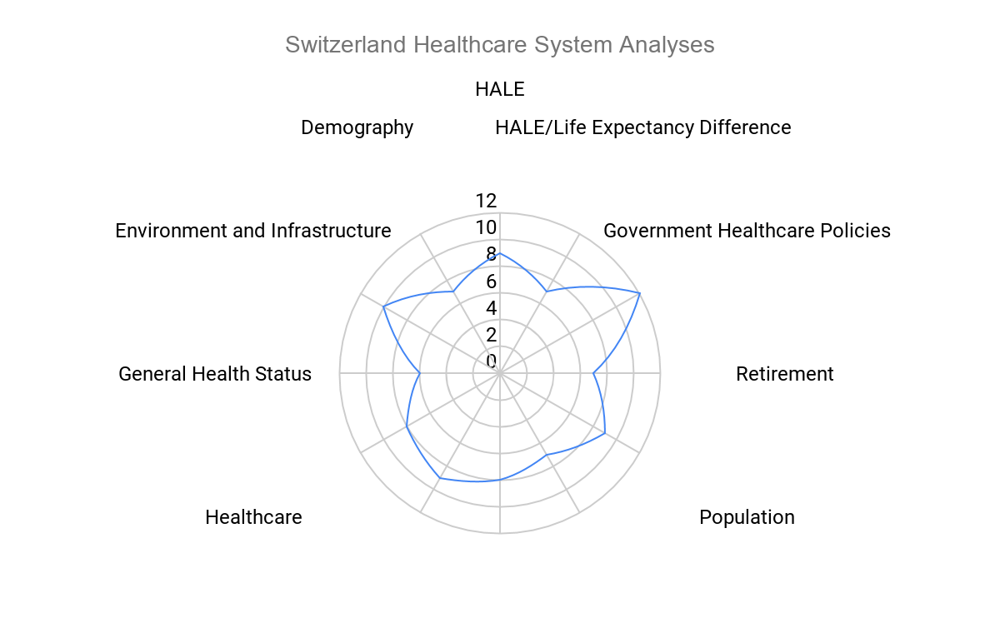 Switzerland Healthcare System Analyses
HALE
Demography
HALE/Life Expectancy Difference
12
Environment and Infrastructure
10
Government Healthcare Policies
8
6
4
2
0
General Health Status
Retirement
Healthcare
Population